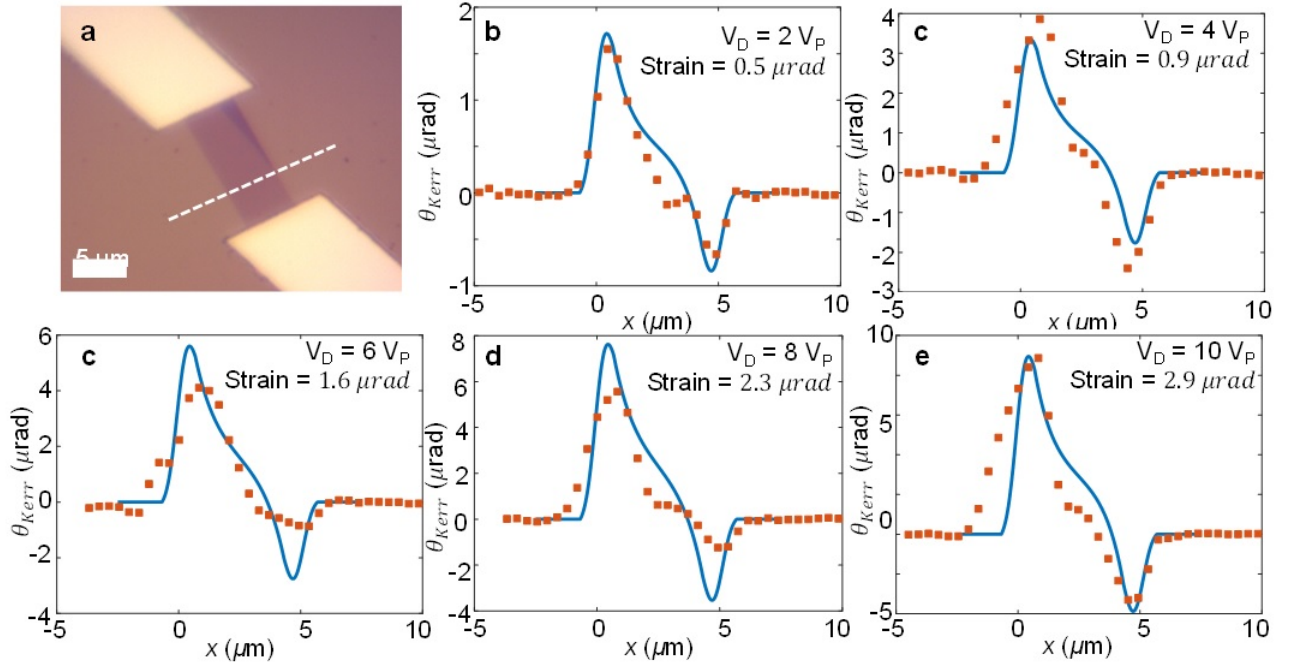 a
5 μm
b
V_D = 2 V_P
Strain = 0.5 μrad
θ_Kerr (μrad)
2
1
0
-1
-5
0
5
10
x (μm)
c
V_D = 4 V_P
Strain = 0.9 μrad
θ_Kerr (μrad)
4
3
2
1
0
-1
-2
-3
-5
0
5
10
x (μm)
c
V_D = 6 V_P
Strain = 1.6 μrad
θ_Kerr (μrad)
6
4
2
0
-2
-4
-5
0
5
10
x (μm)
d
V_D = 8 V_P
Strain = 2.3 μrad
θ_Kerr (μrad)
8
6
4
2
0
-2
-4
-5
0
5
10
x (μm)
e
V_D = 10 V_P
Strain = 2.9 μrad
θ_Kerr (μrad)
10
5
0
-5
-5
0
5
10
x (μm)